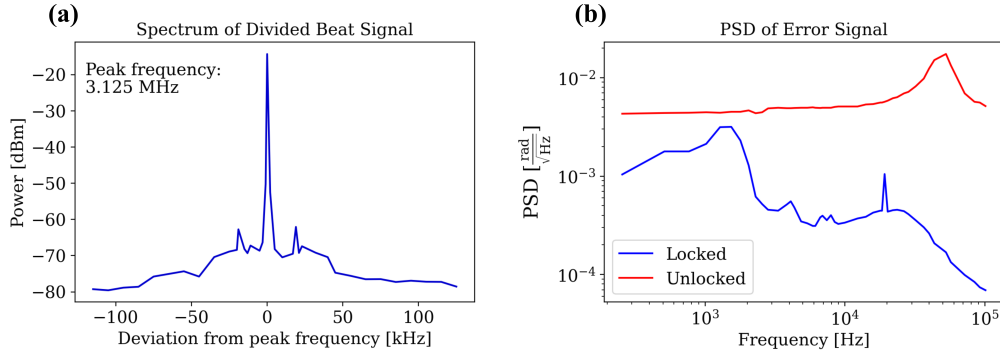 (a)
Spectrum of Divided Beat Signal
Peak frequency:
3.125 MHz
Power [dBm]
−20
−30
−40
−50
−60
−70
−80
−100
−50
0
50
100
Deviation from peak frequency [kHz]
(b)
PSD of Error Signal
PSD [rad/√Hz]
10⁻²
10⁻³
10⁻⁴
Locked
Unlocked
10³
10⁴
10⁵
Frequency [Hz]